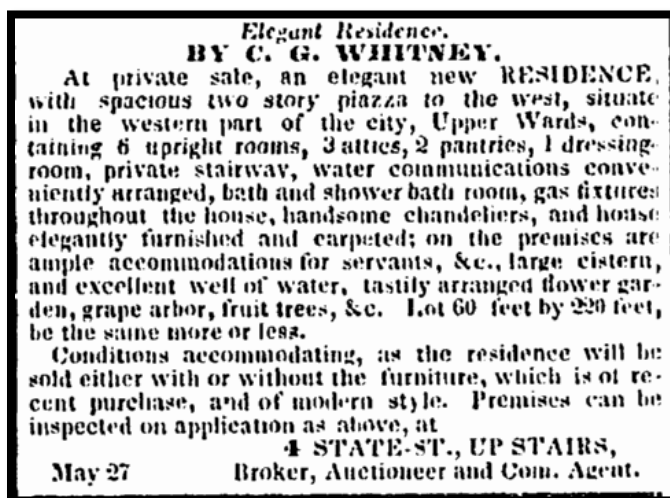 Elegant Residence.
BY C. G. WHITNEY.
At private sale, an elegant new RESIDENCE,
with spacious two story piazza to the west, situate
in the western part of the city, Upper Wards, con-
taining 6 upright rooms, 3 attics, 2 pantries, 1 dressing-
room, private stairway, water communications conve-
niently arranged, bath and shower bath room, gas fixtures
throughout the house, handsome chandeliers, and house
elegantly furnished and carpeted; on the premises are
ample accommodations for servants, &c., large cistern,
and excellent well of water, tastily arranged flower gar-
den, grape arbor, fruit trees, &c. Lot 60 feet by 220 feet,
be the same more or less.
Conditions accommodating, as the residence will be
sold either with or without the furniture, which is of re-
cent purchase, and of modern style. Premises can be
inspected on application as above, at
4 STATE-ST., UP STAIRS,
May 27 Broker, Auctioneer and Com. Agent.